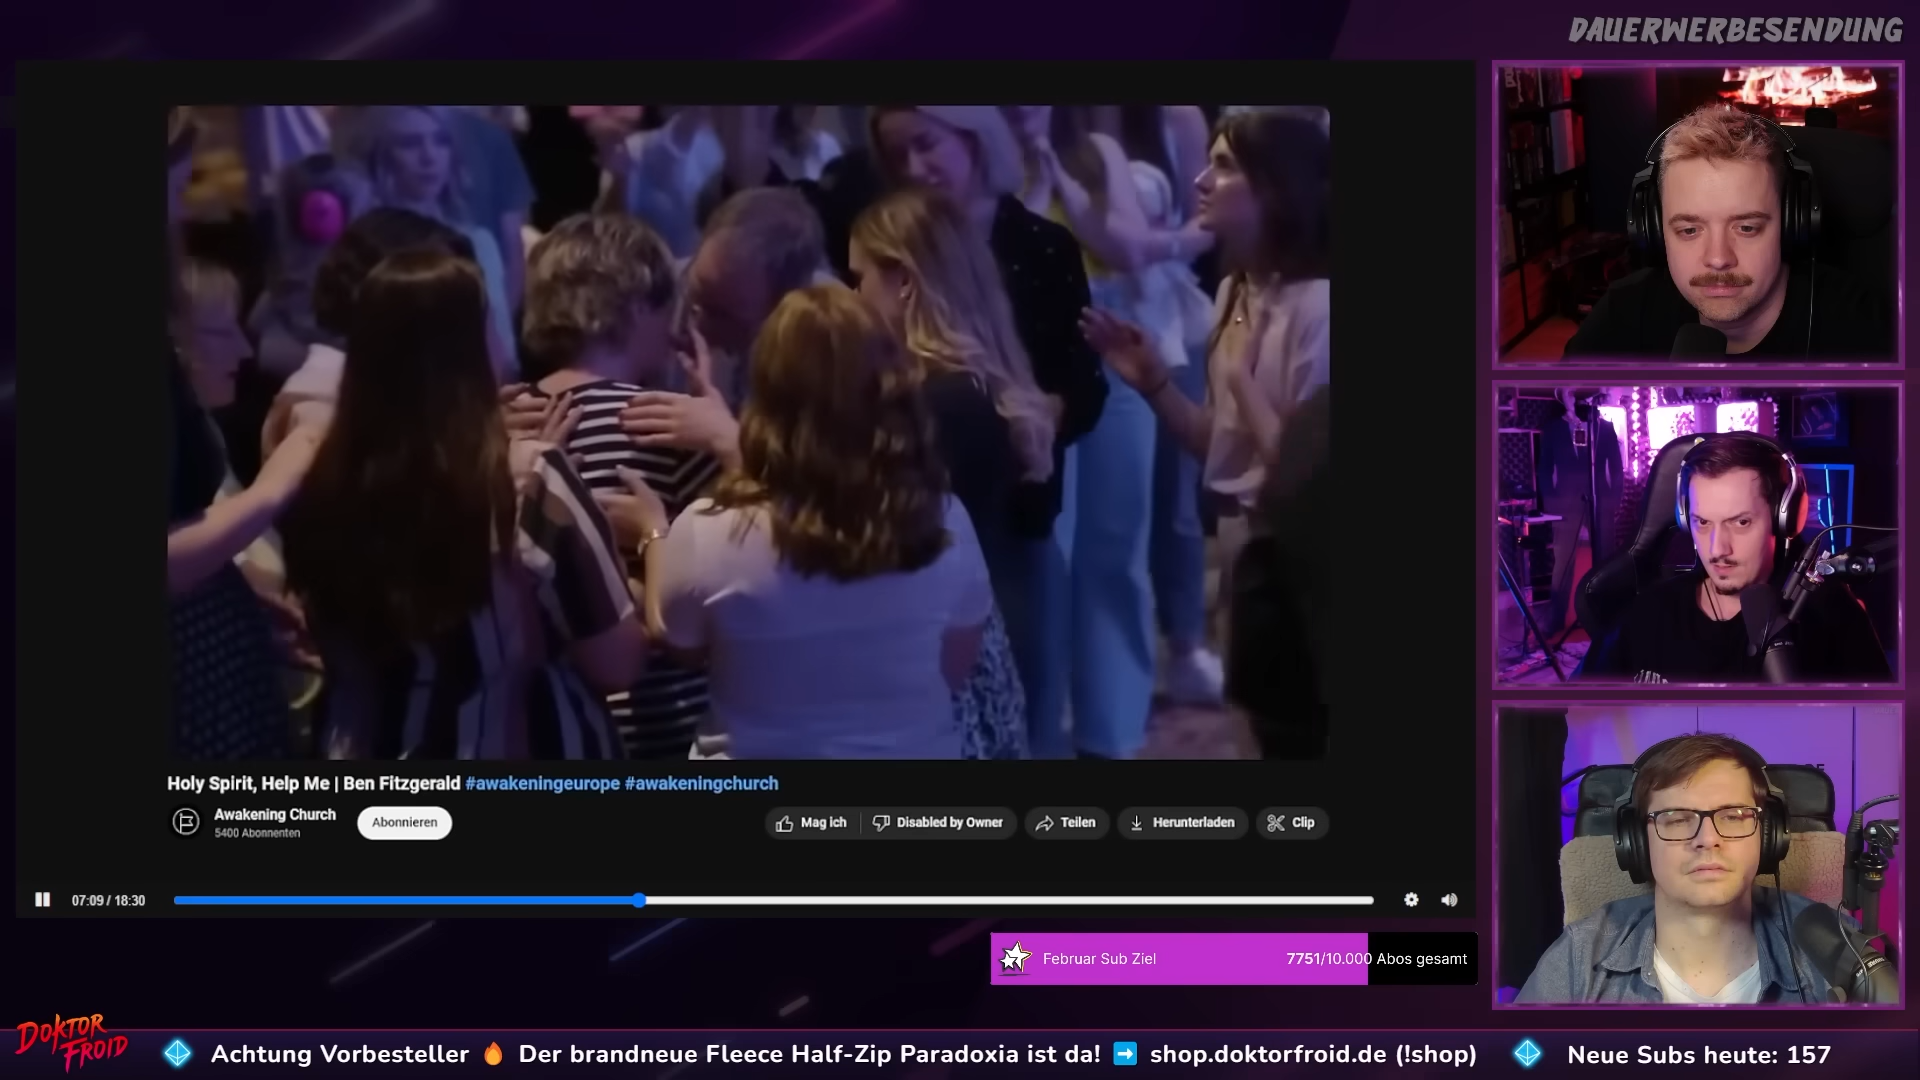 DAUERWERBESENDUNG
Holy Spirit, Help Me | Ben Fitzgerald #awakeningeurope #awakeningchurch
Awakening Church
5400 Abonnenten
Abonnieren
Mag ich
Disabled by Owner
Teilen
Herunterladen
Clip
07:09 / 18:30
Februar Sub Ziel
7751/10.000 Abos gesamt
DOKTOR
FROID
Achtung Vorbesteller 🔥 Der brandneue Fleece Half-Zip Paradoxia ist da! ➡️ shop.doktorfroid.de (!shop)
Neue Subs heute: 157